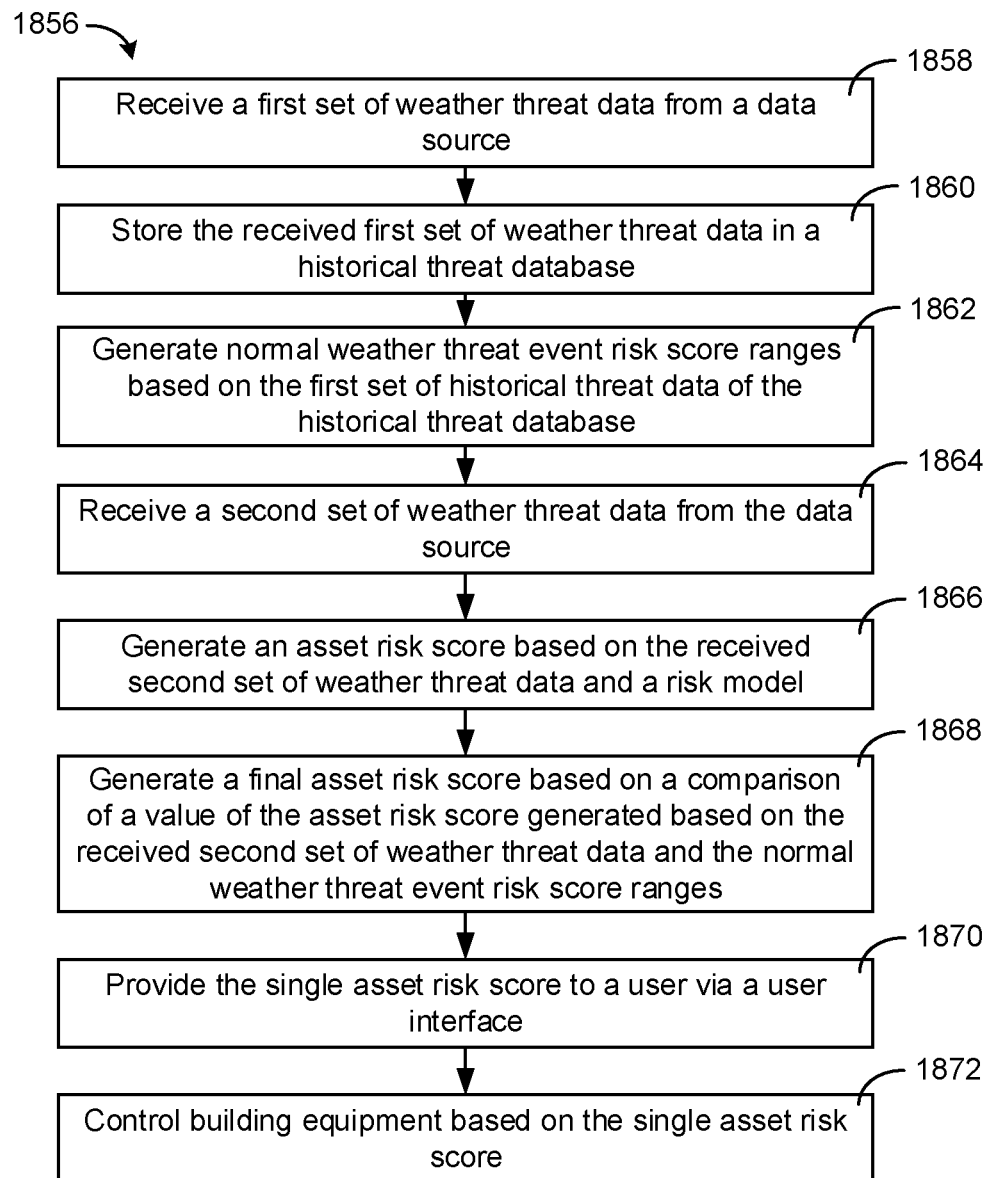 1856
1858
Receive a first set of weather threat data from a data
source
1860
Store the received first set of weather threat data in a
historical threat database
1862
Generate normal weather threat event risk score ranges
based on the first set of historical threat data of the
historical threat database
1864
Receive a second set of weather threat data from the data
source
1866
Generate an asset risk score based on the received
second set of weather threat data and a risk model
1868
Generate a final asset risk score based on a comparison
of a value of the asset risk score generated based on the
received second set of weather threat data and the normal
weather threat event risk score ranges
1870
Provide the single asset risk score to a user via a user
interface
1872
Control building equipment based on the single asset risk
score